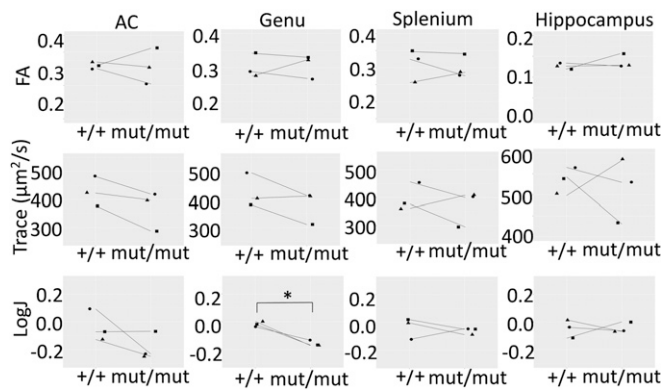 AC Genu Splenium Hippocampus
FA
0.4 0.4 0.4 0.2
0.3 0.3 0.3 0.1
0.2 0.2 0.2 0.0
+/+ mut/mut +/+ mut/mut +/+ mut/mut +/+ mut/mut
Trace (µm²/s)
500 500 500 600
400 400 400 500
300 300 300 400
+/+ mut/mut +/+ mut/mut +/+ mut/mut +/+ mut/mut
LogJ
*
0.2 0.2 0.2 0.2
0.0 0.0 0.0 0.0
-0.2 -0.2 -0.2 -0.2
+/+ mut/mut +/+ mut/mut +/+ mut/mut +/+ mut/mut